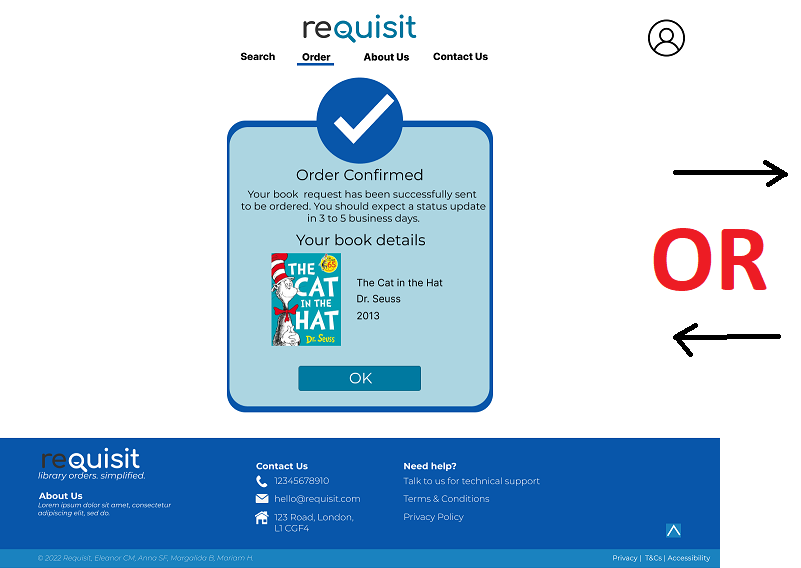 requisit
Search Order About Us Contact Us
Order Confirmed
Your book request has been successfully sent
to be ordered. You should expect a status update
in 3 to 5 business days.
Your book details
THE
CAT
IN THE
HAT
Dr. Seuss
The Cat in the Hat
Dr. Seuss
2013
OK
OR
requisit
library orders. simplified.
About Us
Lorem ipsum dolor sit amet, consectetur
adipiscing elit, sed do.
Contact Us
12345678910
hello@requisit.com
123 Road, London,
L1 CGF4
Need help?
Talk to us for technical support
Terms & Conditions
Privacy Policy
© 2022 Requisit, Eleanor CM, Anna SF, Margarida B, Mariam H.
Privacy | T&Cs | Accessibility